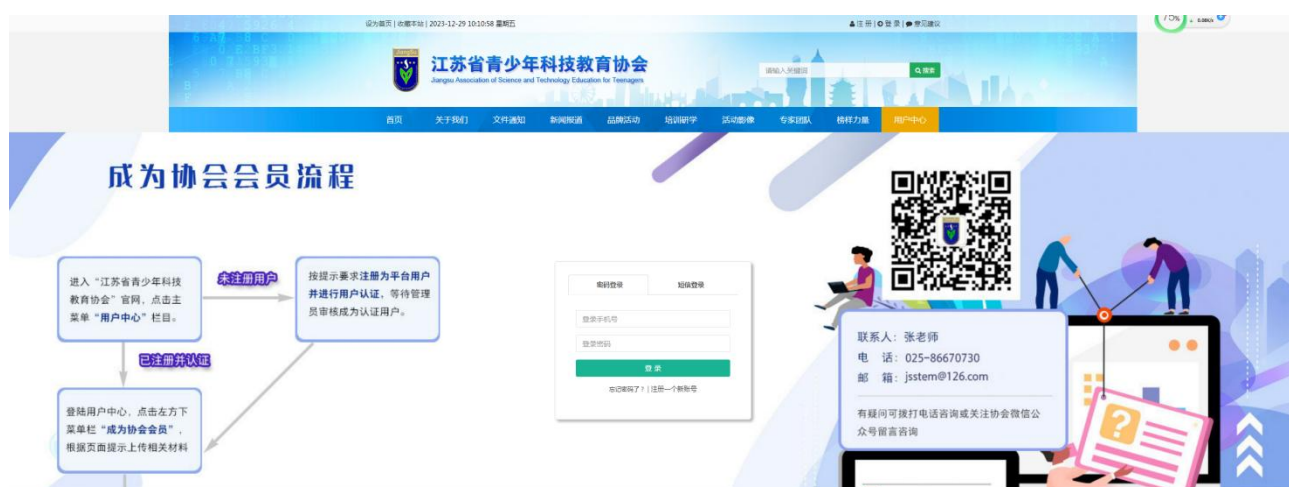 设为首页 | 收藏本站 | 2023-12-29 10:10:58 星期五
注 册 | 登 录 | 意见建议
75%
江苏省青少年科技教育协会
Jiangsu Association of Science and Technology Education for Teenagers
请输入关键词
搜索
首页 关于我们 文件通知 新闻报道 品牌活动 培训研学 活动影像 专家团队 榜样力量 用户中心
成为协会会员流程
进入“江苏省青少年科技
教育协会”官网，点击主
菜单“用户中心”栏目。
未注册用户
按提示要求注册为平台用户
并进行用户认证，等待管理
员审核成为认证用户。
已注册并认证
登陆用户中心，点击左方下
菜单栏“成为协会会员”，
根据页面提示上传相关材料
密码登录 短信登录
登录手机号
登录密码
登 录
忘记密码了？ | 注册一个新账号
联系人：张老师
电 话：025-86670730
邮 箱：jsstem@126.com
有疑问可拨打电话咨询或关注协会微信公
众号留言咨询